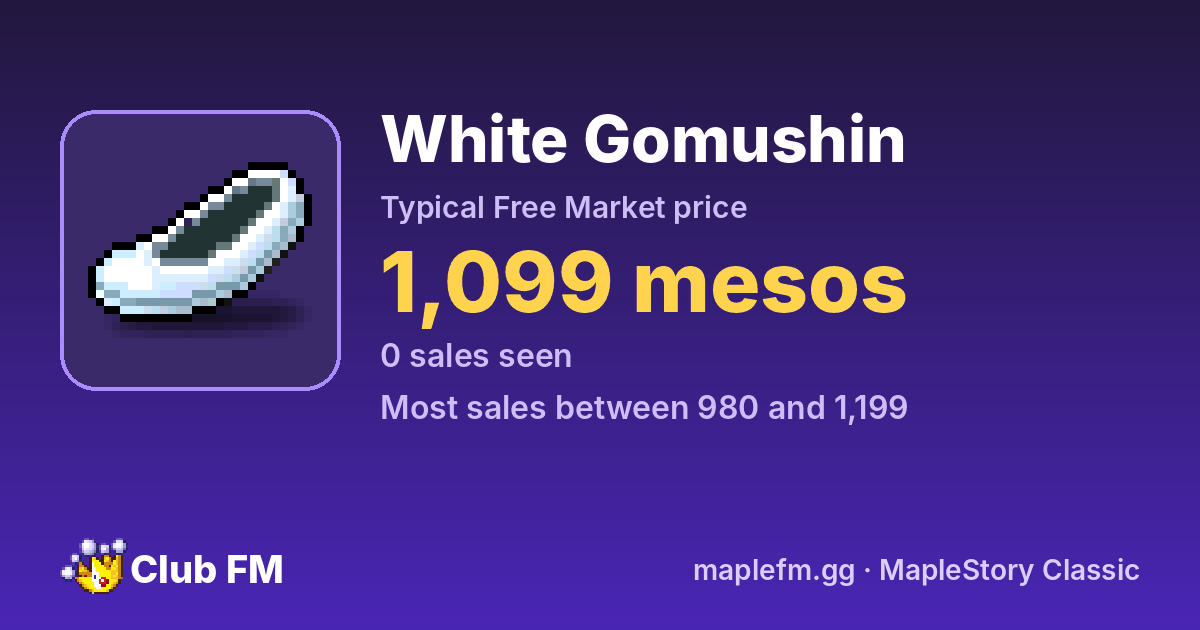 White Gomushin
Typical Free Market price
1,099 mesos
0 sales seen
Most sales between 980 and 1,199
Club FM
maplefm.gg · MapleStory Classic